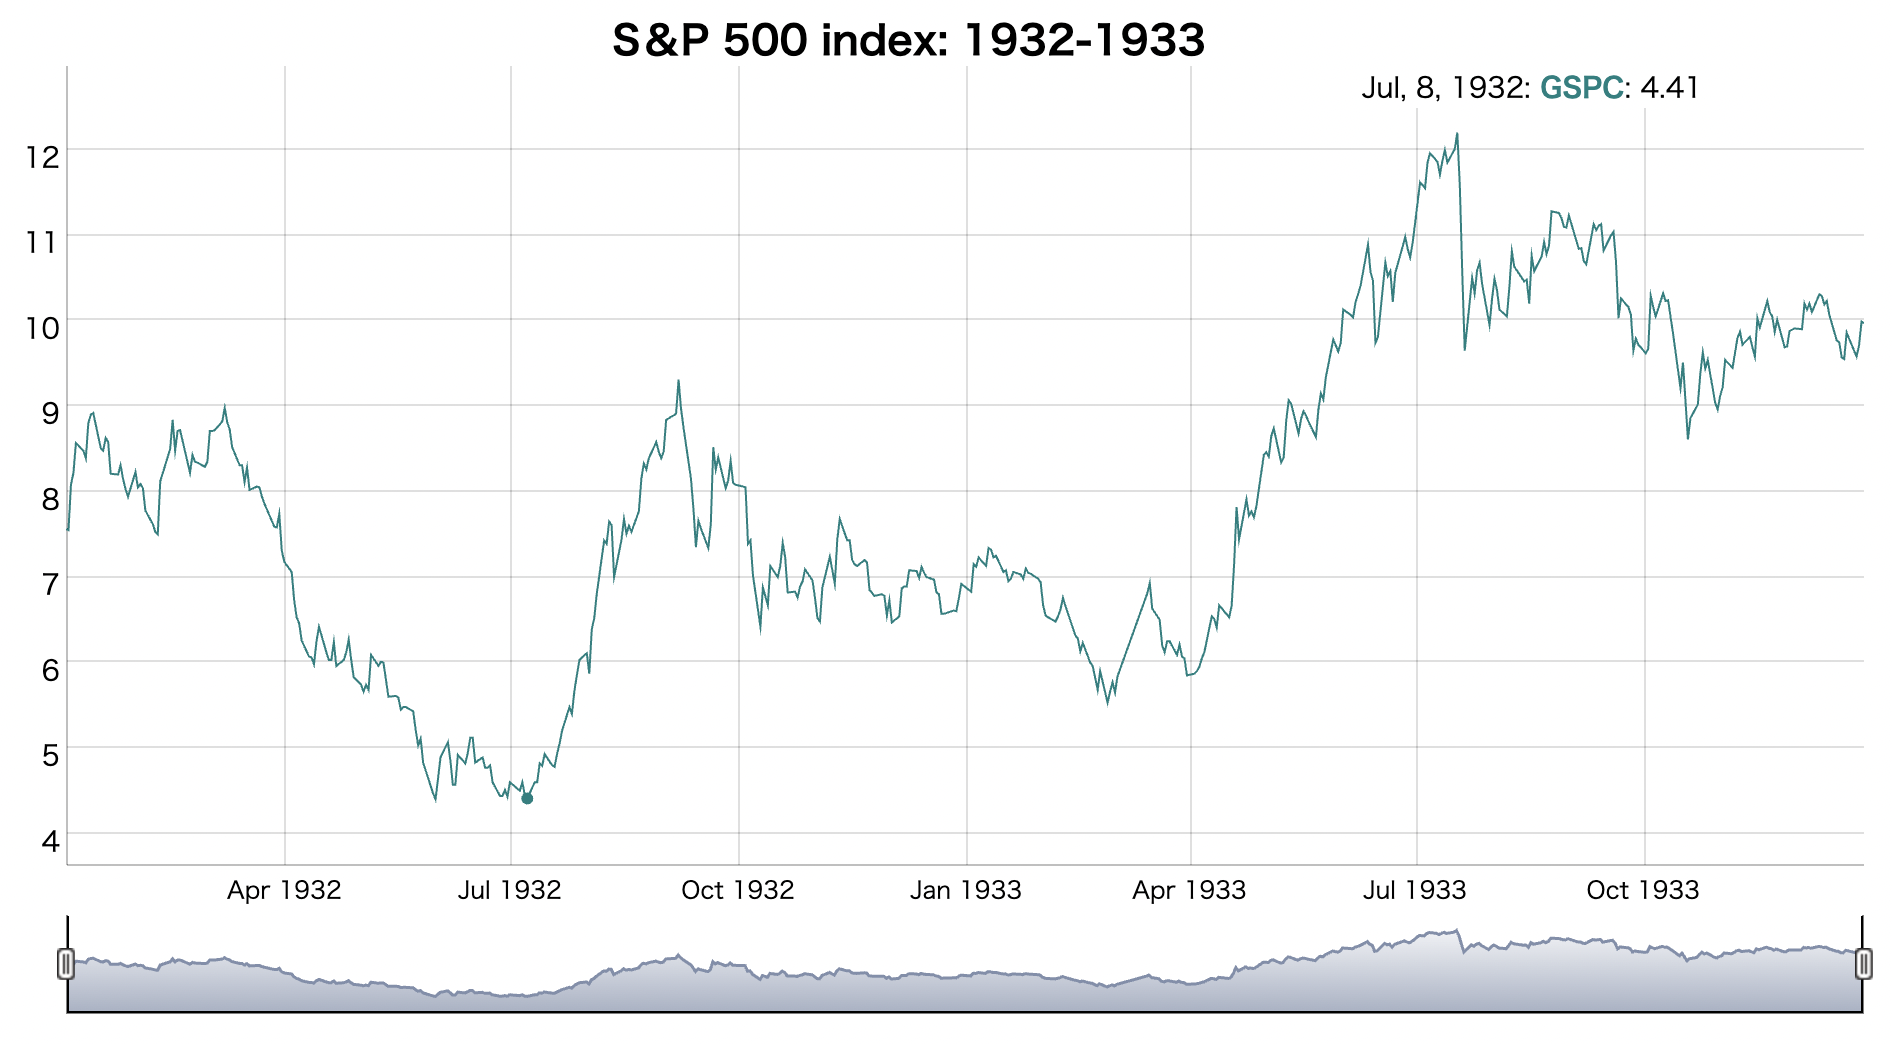 S&P 500 index: 1932-1933
Jul, 8, 1932: GSPC: 4.41
12
11
10
9
8
7
6
5
4
Apr 1932
Jul 1932
Oct 1932
Jan 1933
Apr 1933
Jul 1933
Oct 1933